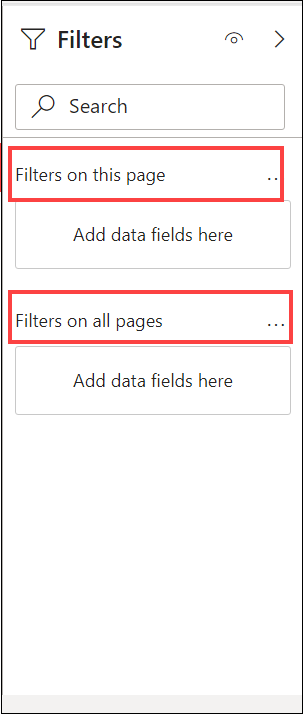 Filters
Search
Filters on this page ...
Add data fields here
Filters on all pages ...
Add data fields here